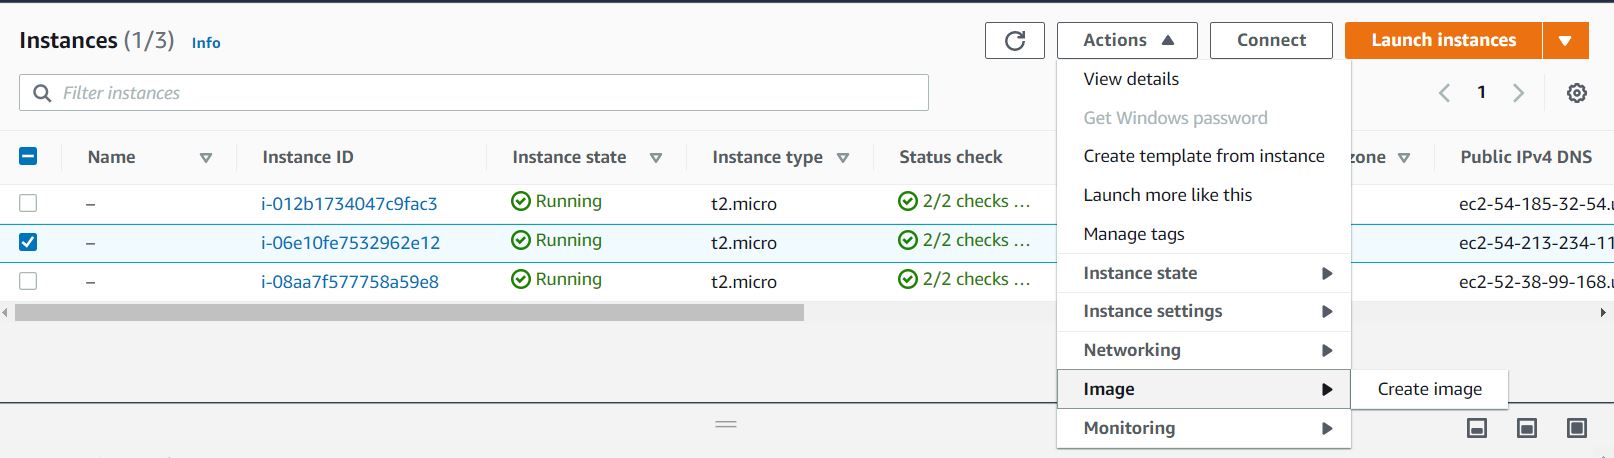 Instances (1/3) Info
Actions
Connect
Launch instances
Filter instances
1
Name
Instance ID
Instance state
Instance type
Status check
zone
Public IPv4 DNS
– i-012b1734047c9fac3 Running t2.micro 2/2 checks ... ec2-54-185-32-54.u
– i-06e10fe7532962e12 Running t2.micro 2/2 checks ... ec2-54-213-234-11
– i-08aa7f577758a59e8 Running t2.micro 2/2 checks ... ec2-52-38-99-168.u
View details
Get Windows password
Create template from instance
Launch more like this
Manage tags
Instance state
Instance settings
Networking
Image
Create image
Monitoring